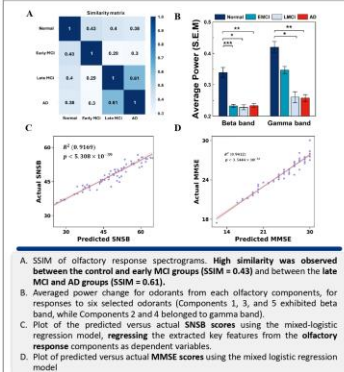 A
Similarity matrix
B
Normal
EMCI
LMCI
AD
Normal
1
0.43
0.4
Early MCI
0.43
1
0.3
Late MCI
0.4
1
0.61
AD
0.3
0.61
1
Normal
Early MCI
Late MCI
AD
Average Power (S.E.M)
***
*
**
*
**
Beta band
Gamma band
C
D
Actual SNSB
Predicted SNSB
Actual MMSE
Predicted MMSE
A. SSIM of olfactory response spectrograms. High similarity was observed
between the control and early MCI groups (SSIM = 0.43) and between the late
MCI and AD groups (SSIM = 0.61).
B. Averaged power change for odorants from each olfactory components, for
responses to six selected odorants (Components 1, 3, and 5 exhibited beta
band, while Components 2 and 4 belonged to gamma band).
C. Plot of the predicted versus actual SNSB scores using the mixed-logistic
regression model, regressing the extracted key features from the olfactory
response components as dependent variables.
D. Plot of predicted versus actual MMSE scores using the mixed logistic regression
model